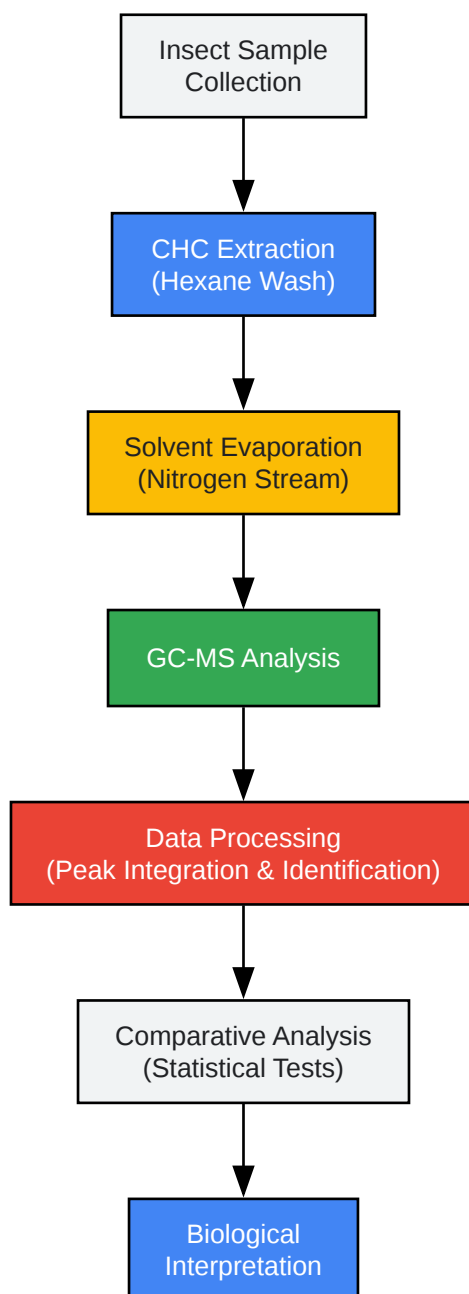 Insect Sample
Collection
CHC Extraction
(Hexane Wash)
Solvent Evaporation
(Nitrogen Stream)
GC-MS Analysis
Data Processing
(Peak Integration & Identification)
Comparative Analysis
(Statistical Tests)
Biological
Interpretation